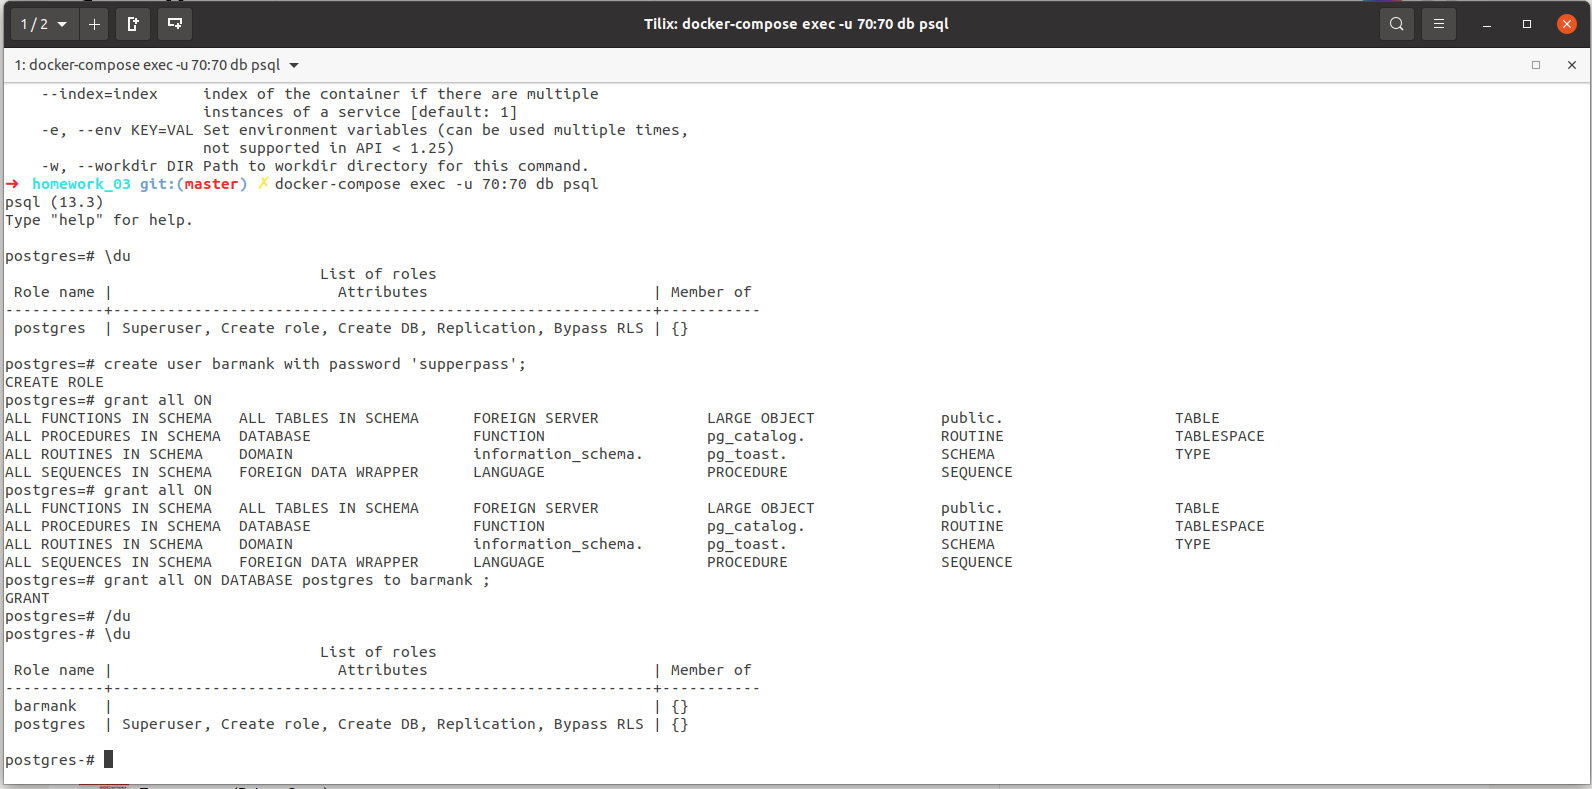 1 / 2
Tilix: docker-compose exec -u 70:70 db psql
1: docker-compose exec -u 70:70 db psql
    --index=index     index of the container if there are multiple
                      instances of a service [default: 1]
    -e, --env KEY=VAL Set environment variables (can be used multiple times,
                      not supported in API < 1.25)
    -w, --workdir DIR Path to workdir directory for this command.
➜  homework_03 git:(master) ✗ docker-compose exec -u 70:70 db psql
psql (13.3)
Type "help" for help.

postgres=# \du
                                   List of roles
 Role name |                         Attributes                         | Member of
-----------+------------------------------------------------------------+-----------
 postgres  | Superuser, Create role, Create DB, Replication, Bypass RLS | {}

postgres=# create user barmank with password 'supperpass';
CREATE ROLE
postgres=# grant all ON
ALL FUNCTIONS IN SCHEMA   ALL TABLES IN SCHEMA      FOREIGN SERVER            LARGE OBJECT              public.                   TABLE
ALL PROCEDURES IN SCHEMA  DATABASE                  FUNCTION                  pg_catalog.               ROUTINE                   TABLESPACE
ALL ROUTINES IN SCHEMA    DOMAIN                    information_schema.       pg_toast.                 SCHEMA                    TYPE
ALL SEQUENCES IN SCHEMA   FOREIGN DATA WRAPPER      LANGUAGE                  PROCEDURE                 SEQUENCE
postgres=# grant all ON
ALL FUNCTIONS IN SCHEMA   ALL TABLES IN SCHEMA      FOREIGN SERVER            LARGE OBJECT              public.                   TABLE
ALL PROCEDURES IN SCHEMA  DATABASE                  FUNCTION                  pg_catalog.               ROUTINE                   TABLESPACE
ALL ROUTINES IN SCHEMA    DOMAIN                    information_schema.       pg_toast.                 SCHEMA                    TYPE
ALL SEQUENCES IN SCHEMA   FOREIGN DATA WRAPPER      LANGUAGE                  PROCEDURE                 SEQUENCE
postgres=# grant all ON DATABASE postgres to barmank ;
GRANT
postgres=# /du
postgres-# \du
                                   List of roles
 Role name |                         Attributes                         | Member of
-----------+------------------------------------------------------------+-----------
 barmank   |                                                            | {}
 postgres  | Superuser, Create role, Create DB, Replication, Bypass RLS | {}

postgres-#